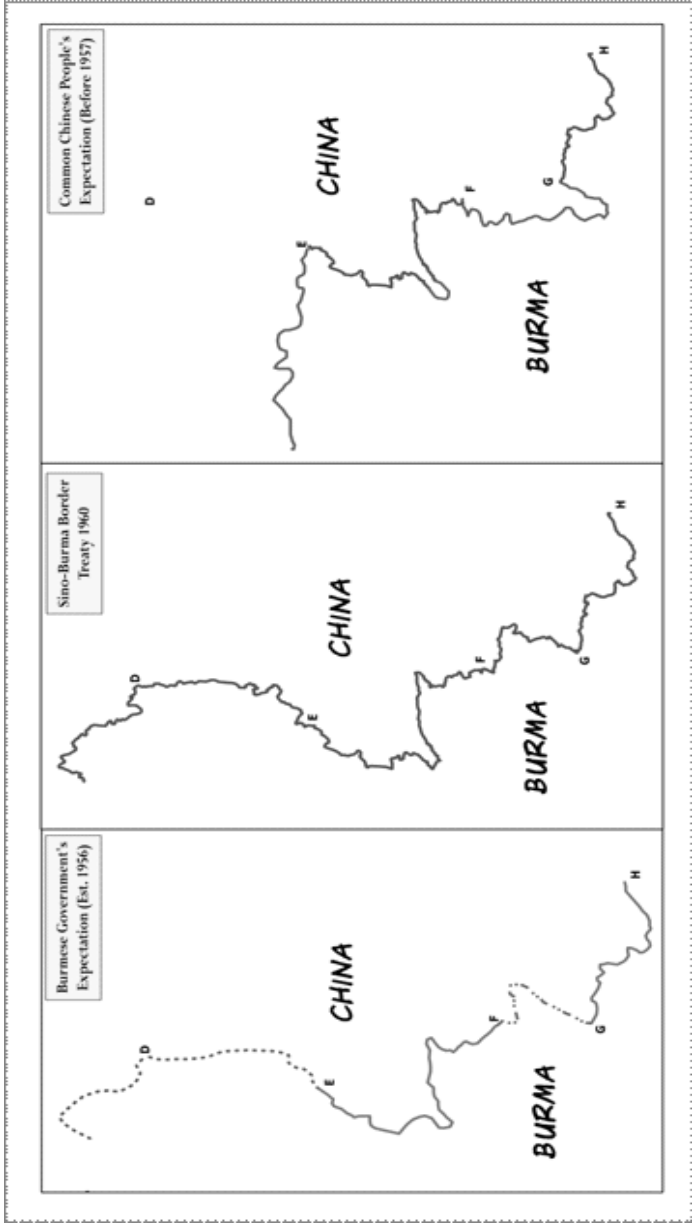 Burmese Government's
Expectation (Est. 1956)
D
E
CHINA
F
BURMA
G
H
Sino-Burma Border
Treaty 1960
D
E
CHINA
F
BURMA
G
H
Common Chinese People's
Expectation (Before 1957)
D
E
CHINA
F
BURMA
G
H